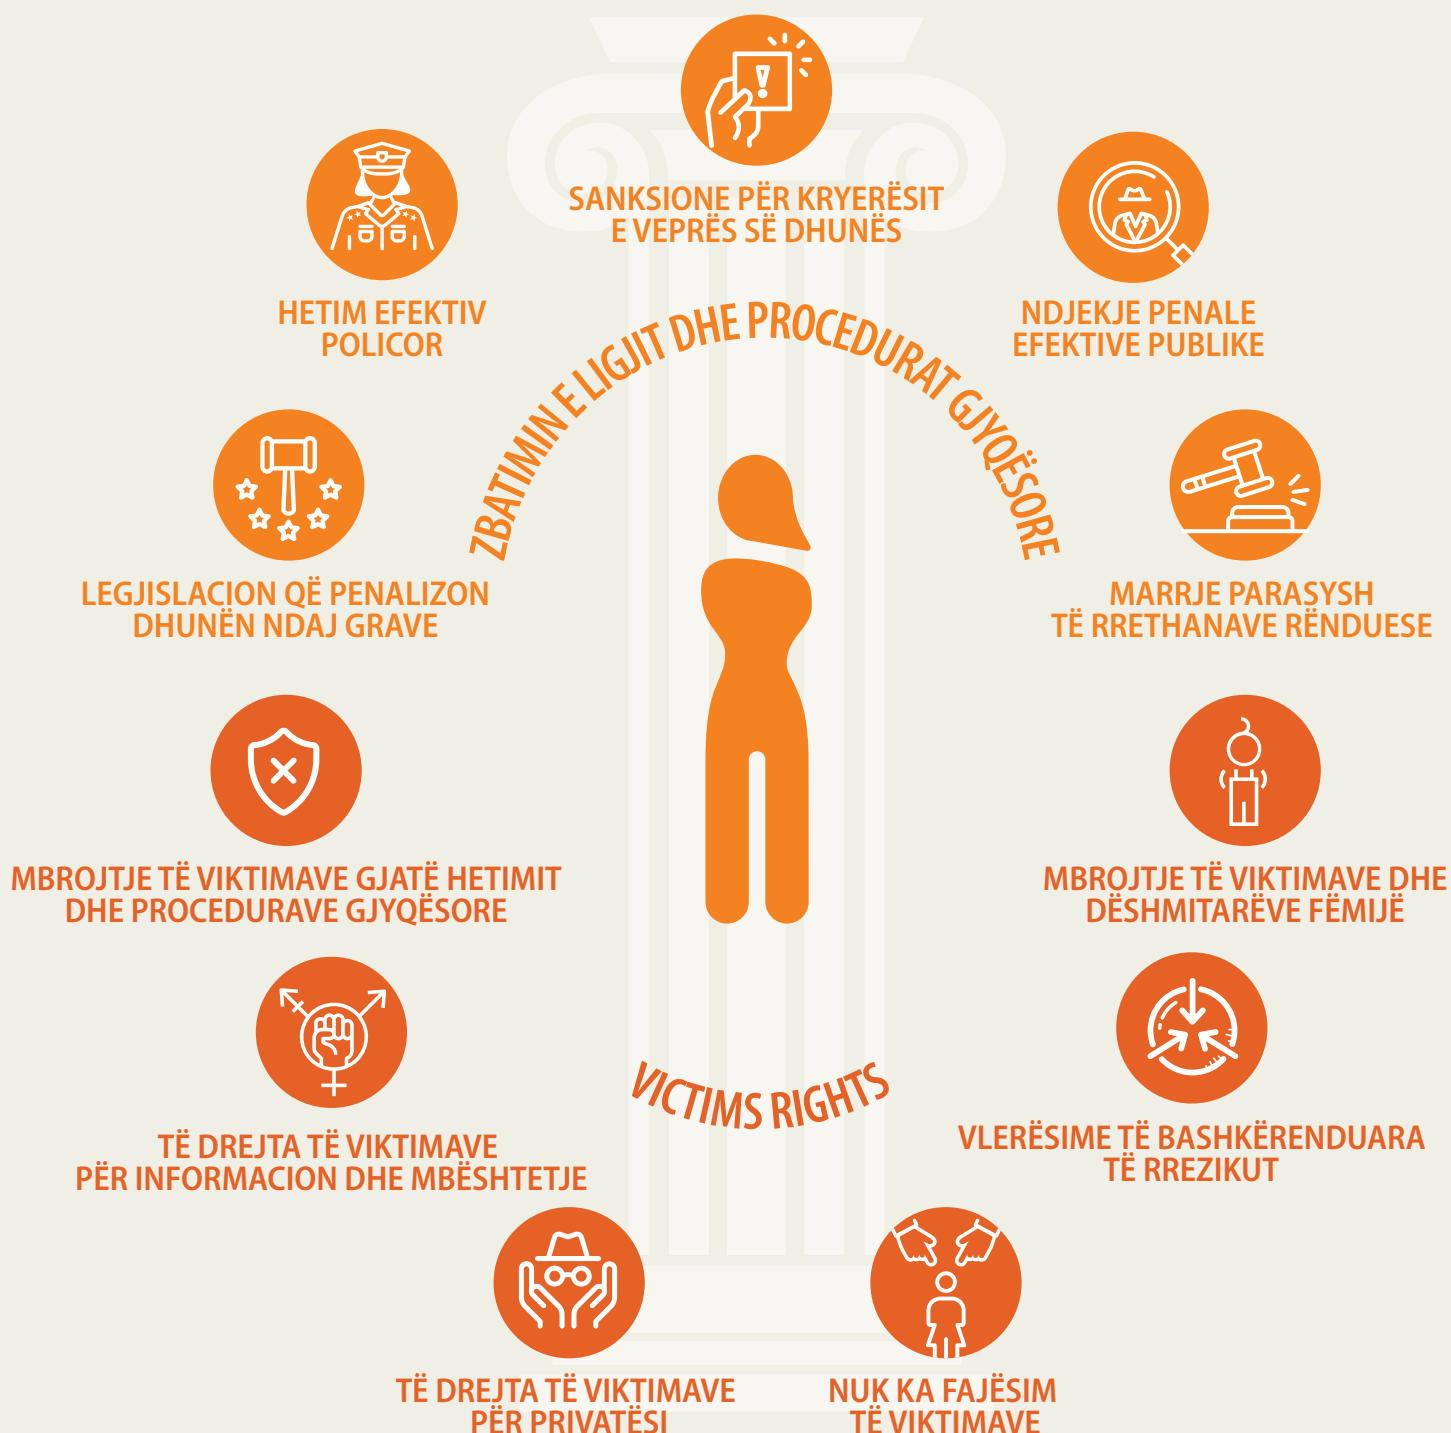 SANKSIONE PËR KRYERËSIT
E VEPRËS SË DHUNËS
HETIM EFEKTIV
POLICOR
NDJEKJE PENALE
EFEKTIVE PUBLIKE
ZBATIMIN E LIGJIT DHE PROCEDURAT GJYQËSORE
LEGJISLACION QË PENALIZON
DHUNËN NDAJ GRAVE
MARRJE PARASYSH
TË RRETHANAVE RËNDUESE
MBROJTJE TË VIKTIMAVE GJATË HETIMIT
DHE PROCEDURAVE GJYQËSORE
MBROJTJE TË VIKTIMAVE DHE
DËSHMITARËVE FËMIJË
VICTIMS RIGHTS
TË DREJTA TË VIKTIMAVE
PËR INFORMACION DHE MBËSHTETJE
VLERËSIME TË BASHKËRENDUARA
TË RREZIKUT
TË DREJTA TË VIKTIMAVE
PËR PRIVATËSI
NUK KA FAJËSIM
TË VIKTIMAVE